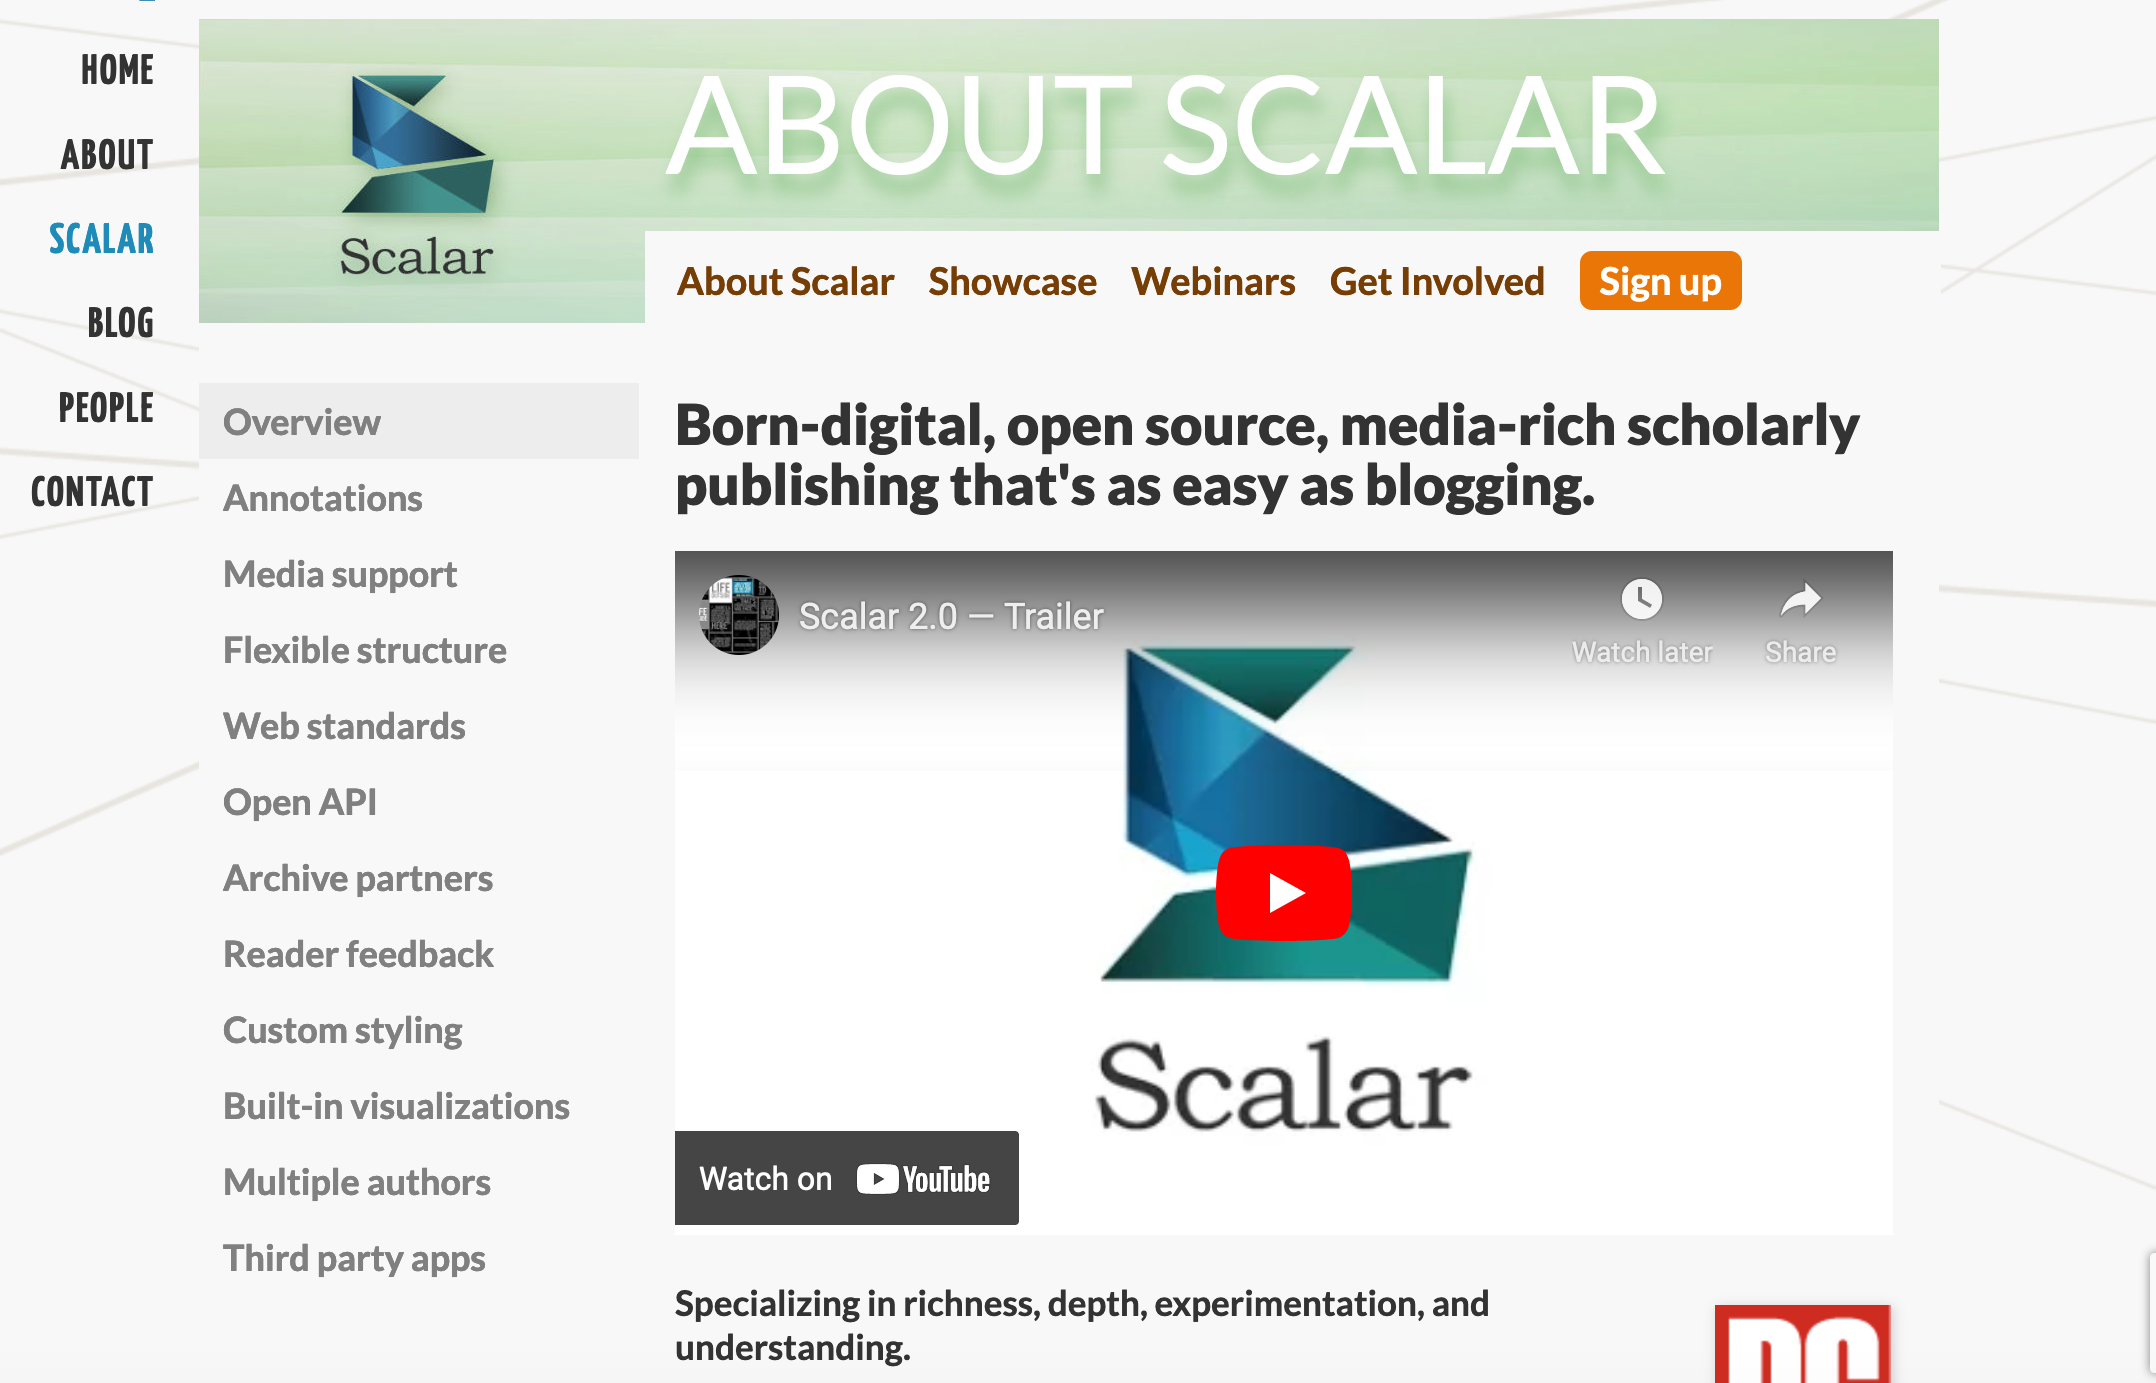 HOME
ABOUT
SCALAR
BLOG
PEOPLE
CONTACT
Scalar
ABOUT SCALAR
About Scalar Showcase Webinars Get Involved Sign up
Overview
Annotations
Media support
Flexible structure
Web standards
Open API
Archive partners
Reader feedback
Custom styling
Built-in visualizations
Multiple authors
Third party apps
Born-digital, open source, media-rich scholarly
publishing that's as easy as blogging.
LIFE
Scalar 2.0 — Trailer
Watch later Share
Scalar
Watch on YouTube
Specializing in richness, depth, experimentation, and
understanding.